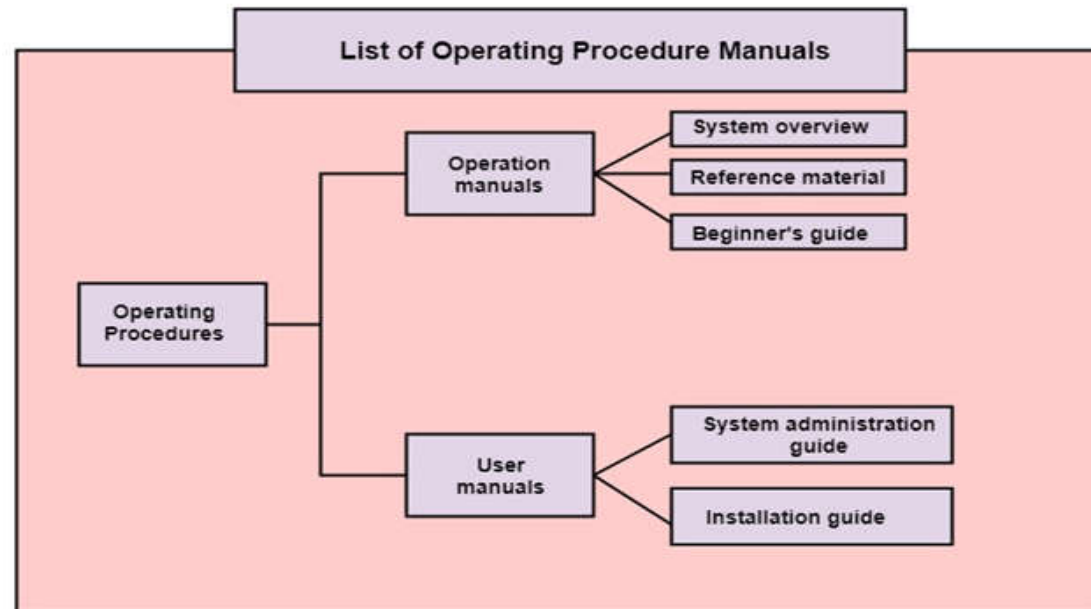 List of Operating Procedure Manuals
Operation
manuals
System overview
Reference material
Beginner's guide
Operating
Procedures
User
manuals
System administration
guide
Installation guide